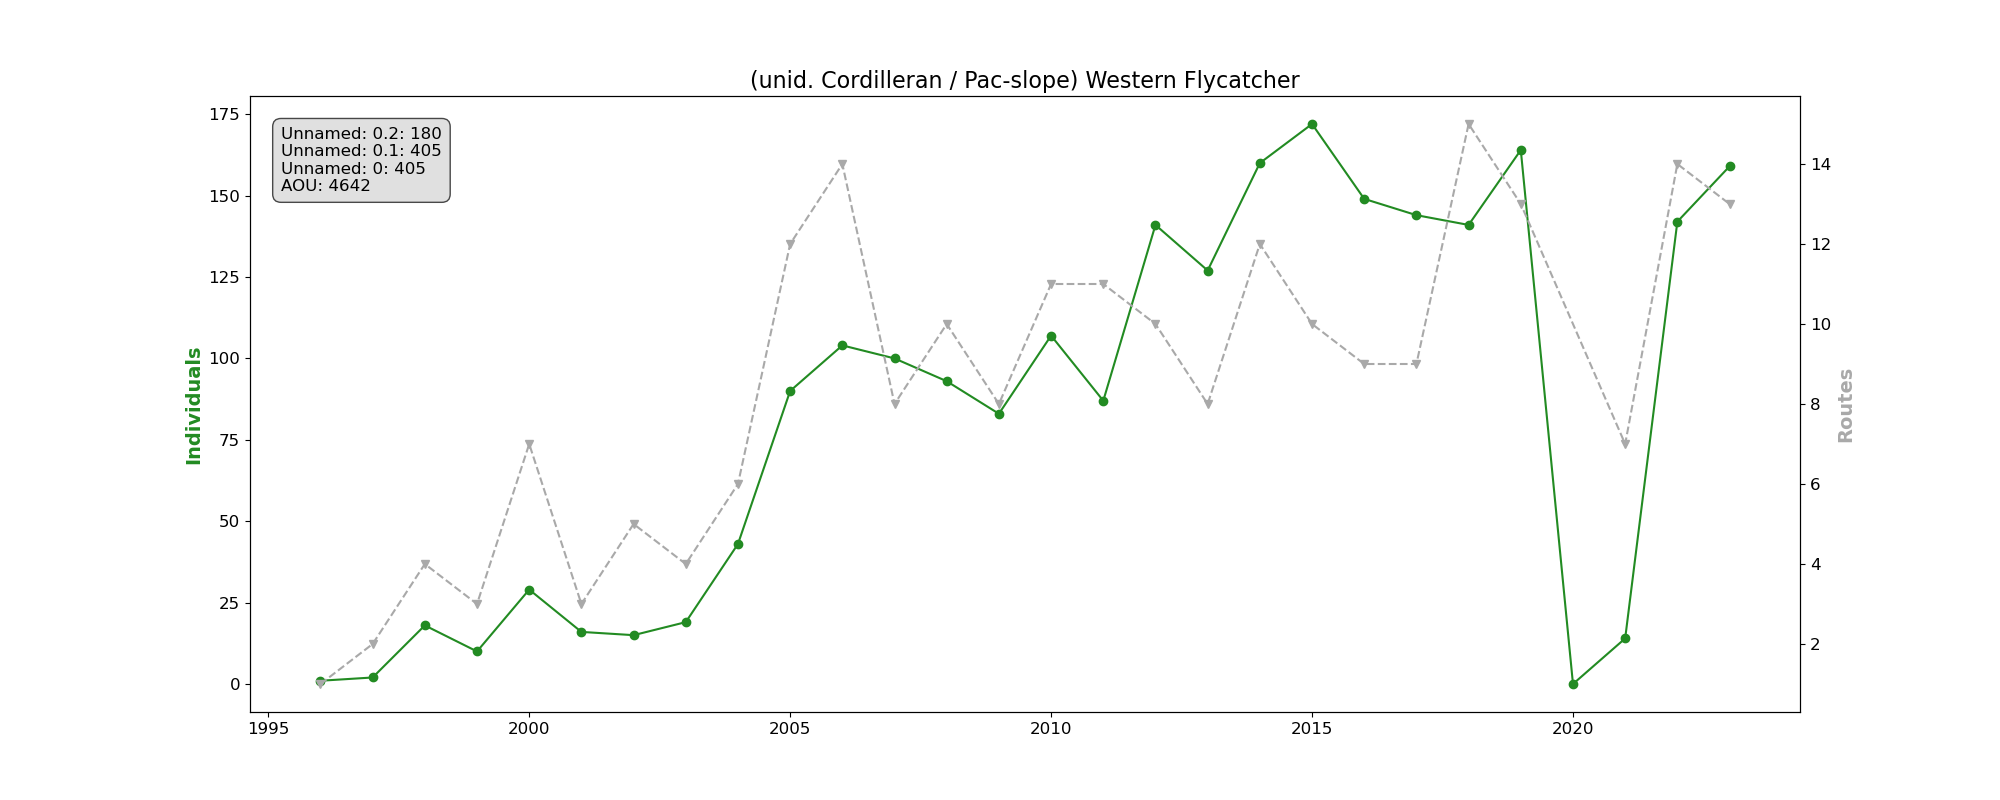 (unid. Cordilleran / Pac-slope) Western Flycatcher
Unnamed: 0.2: 180
Unnamed: 0.1: 405
Unnamed: 0: 405
AOU: 4642
175
150
125
100
75
50
25
0
Individuals
14
12
10
8
6
4
2
Routes
1995 2000 2005 2010 2015 2020